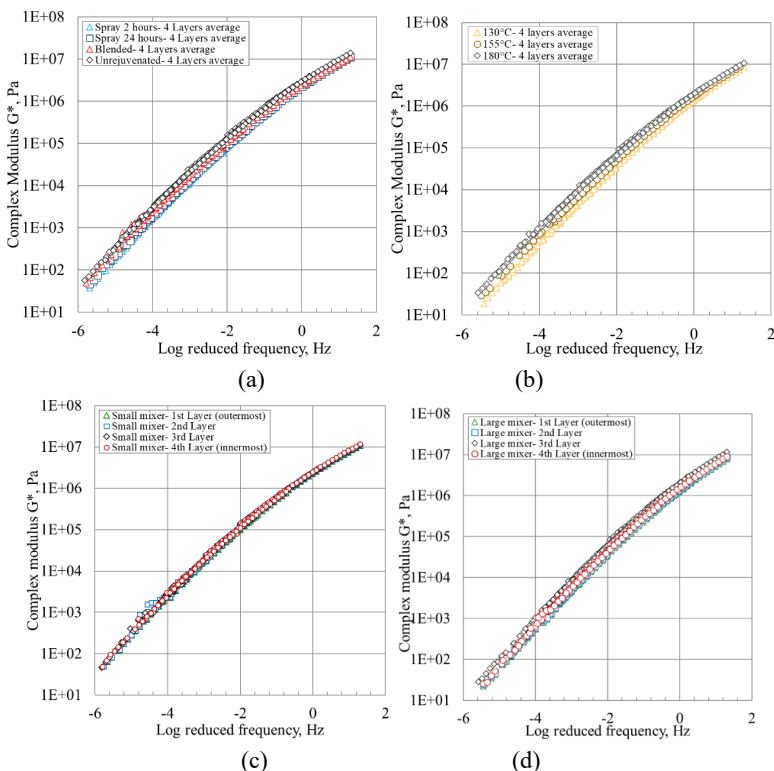 Complex Modulus G*, Pa
1E+08
1E+07
1E+06
1E+05
1E+04
1E+03
1E+02
1E+01
Spray 2 hours- 4 Layers average
Spray 24 hours- 4 Layers average
Blended- 4 Layers average
Unrejuvenated- 4 Layers average
-6 -4 -2 0 2
Log reduced frequency, Hz
(a)
Complex Modulus G*, Pa
1E+08
1E+07
1E+06
1E+05
1E+04
1E+03
1E+02
1E+01
130°C- 4 layers average
155°C- 4 layers average
180°C- 4 layers average
-6 -4 -2 0 2
Log reduced frequency, Hz
(b)
Complex modulus G*, Pa
1E+08
1E+07
1E+06
1E+05
1E+04
1E+03
1E+02
1E+01
Small mixer- 1st Layer (outermost)
Small mixer- 2nd Layer
Small mixer- 3rd Layer
Small mixer- 4th Layer (innermost)
-6 -4 -2 0 2
Log reduced frequency, Hz
(c)
Complex modulus G*, Pa
1E+08
1E+07
1E+06
1E+05
1E+04
1E+03
1E+02
1E+01
Large mixer- 1st Layer (outermost)
Large mixer- 2nd Layer
Large mixer- 3rd Layer
Large mixer- 4th Layer (innermost)
-6 -4 -2 0 2
Log reduced frequency, Hz
(d)